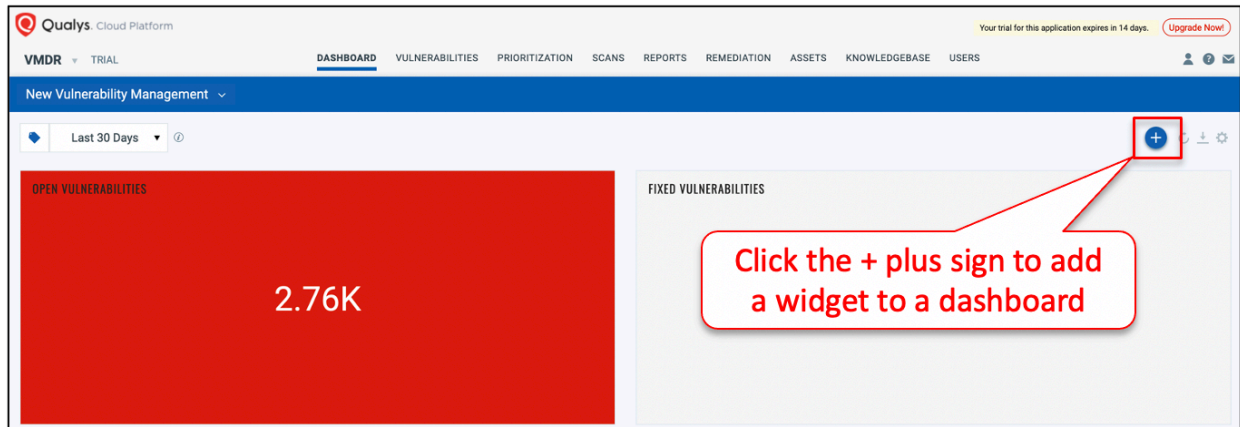 Qualys. Cloud Platform
Your trial for this application expires in 14 days. Upgrade Now!
VMDR TRIAL DASHBOARD VULNERABILITIES PRIORITIZATION SCANS REPORTS REMEDIATION ASSETS KNOWLEDGEBASE USERS
New Vulnerability Management
Last 30 Days
OPEN VULNERABILITIES
2.76K
FIXED VULNERABILITIES
Click the + plus sign to add
a widget to a dashboard